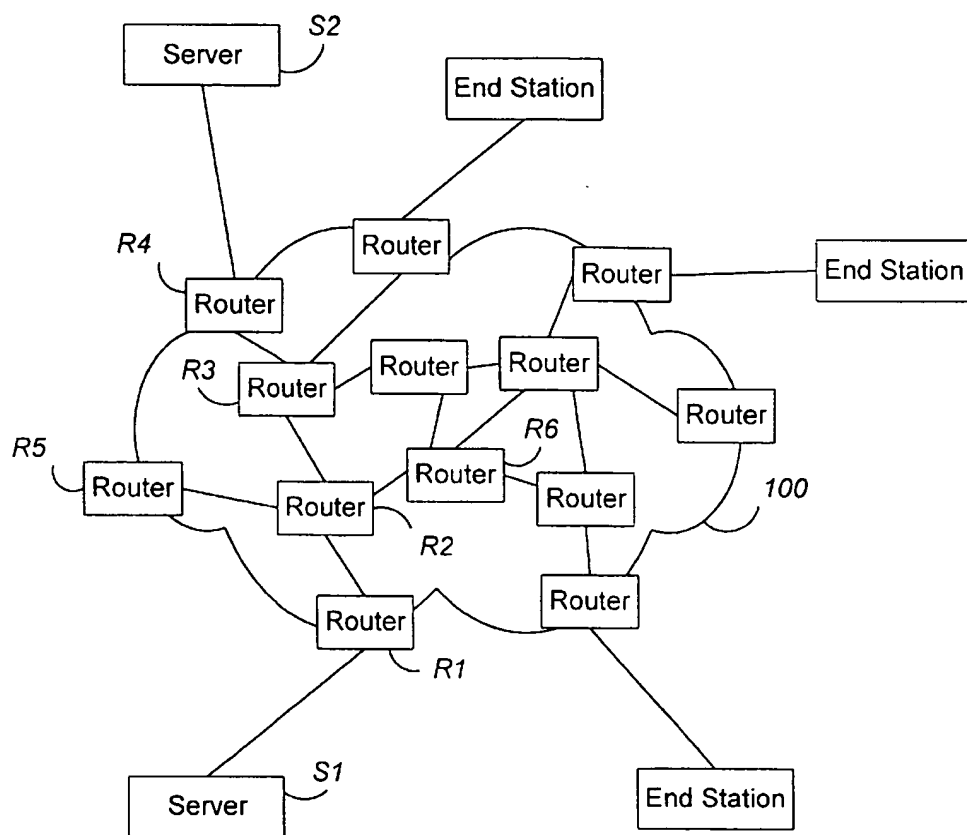 S2
Server
End Station
R4
Router
Router
End Station
Router
R3
Router
Router
Router
Router
R5
R6
Router
Router
Router
Router
100
R2
Router
Router
R1
S1
Server
End Station